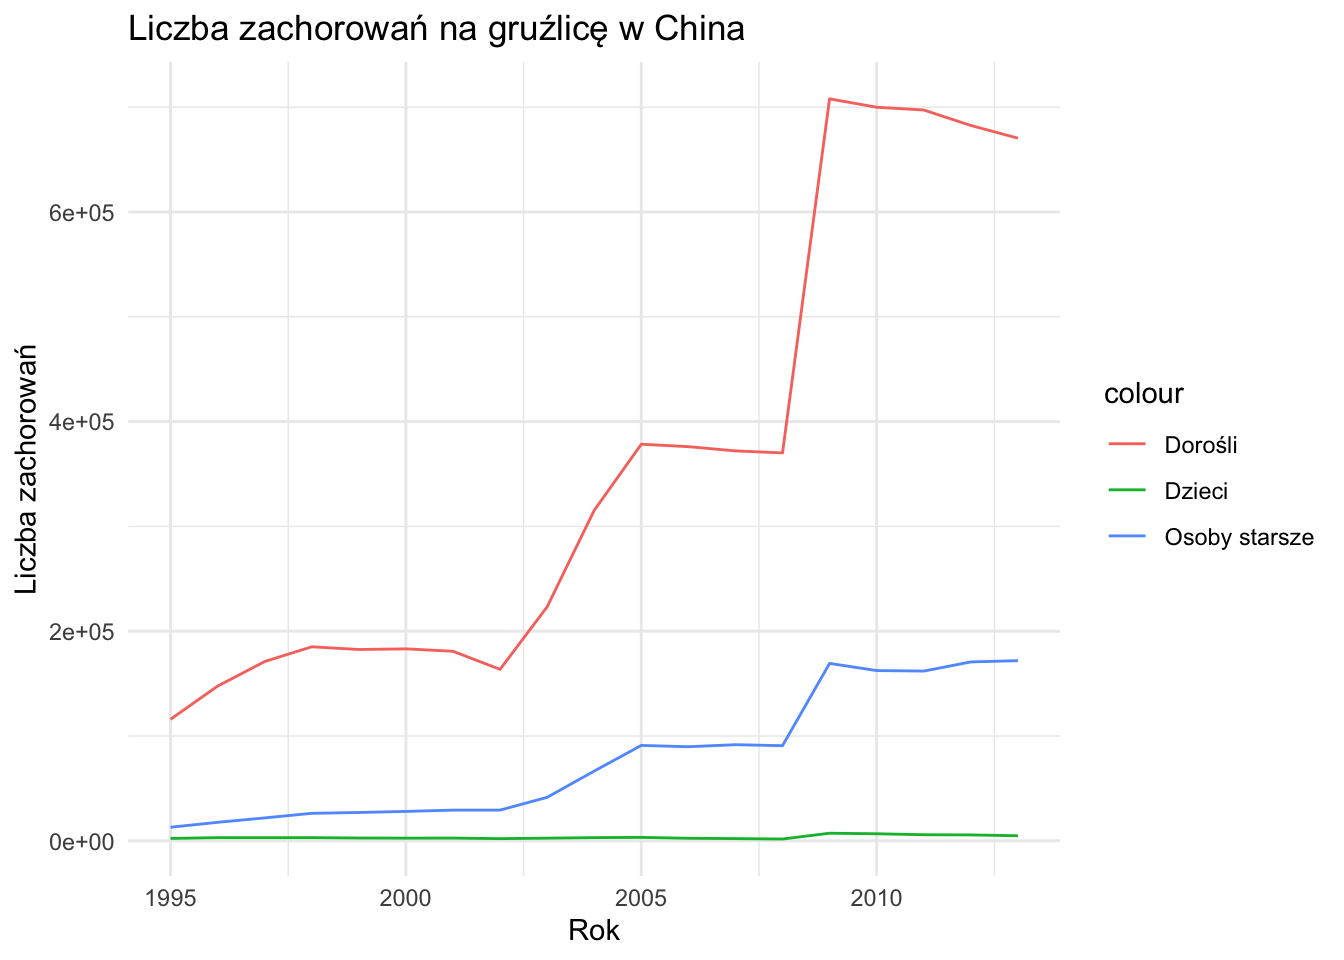 Liczba zachorowań na gruźlicę w China
Liczba zachorowań
6e+05
4e+05
2e+05
0e+00
1995 2000 2005 2010
Rok
colour
Dorośli
Dzieci
Osoby starsze